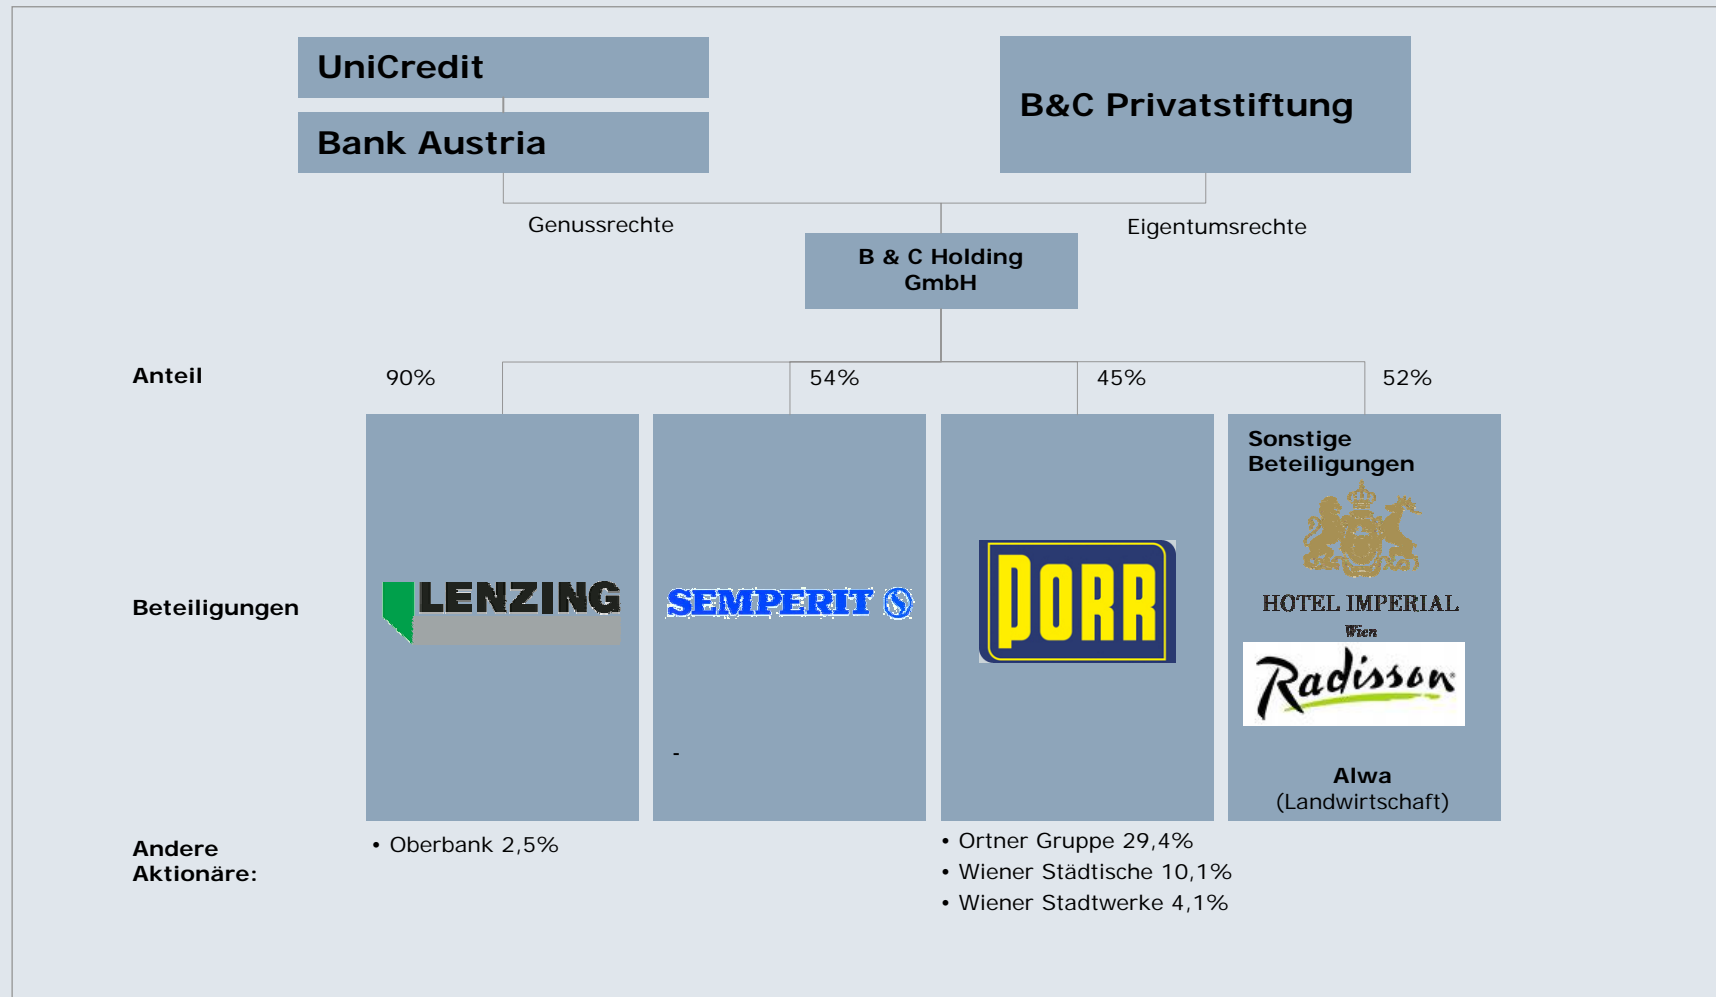 UniCredit
Bank Austria
B&C Privatstiftung
Genussrechte
Eigentumsrechte
B & C Holding
GmbH
Anteil
90%
54%
45%
52%
Beteiligungen
LENZING
SEMPERIT S
PORR
Sonstige
Beteiligungen
HOTEL IMPERIAL
Wien
Radisson
-
Alwa
(Landwirtschaft)
Andere
Aktionäre:
• Oberbank 2,5%
• Ortner Gruppe 29,4%
• Wiener Städtische 10,1%
• Wiener Stadtwerke 4,1%